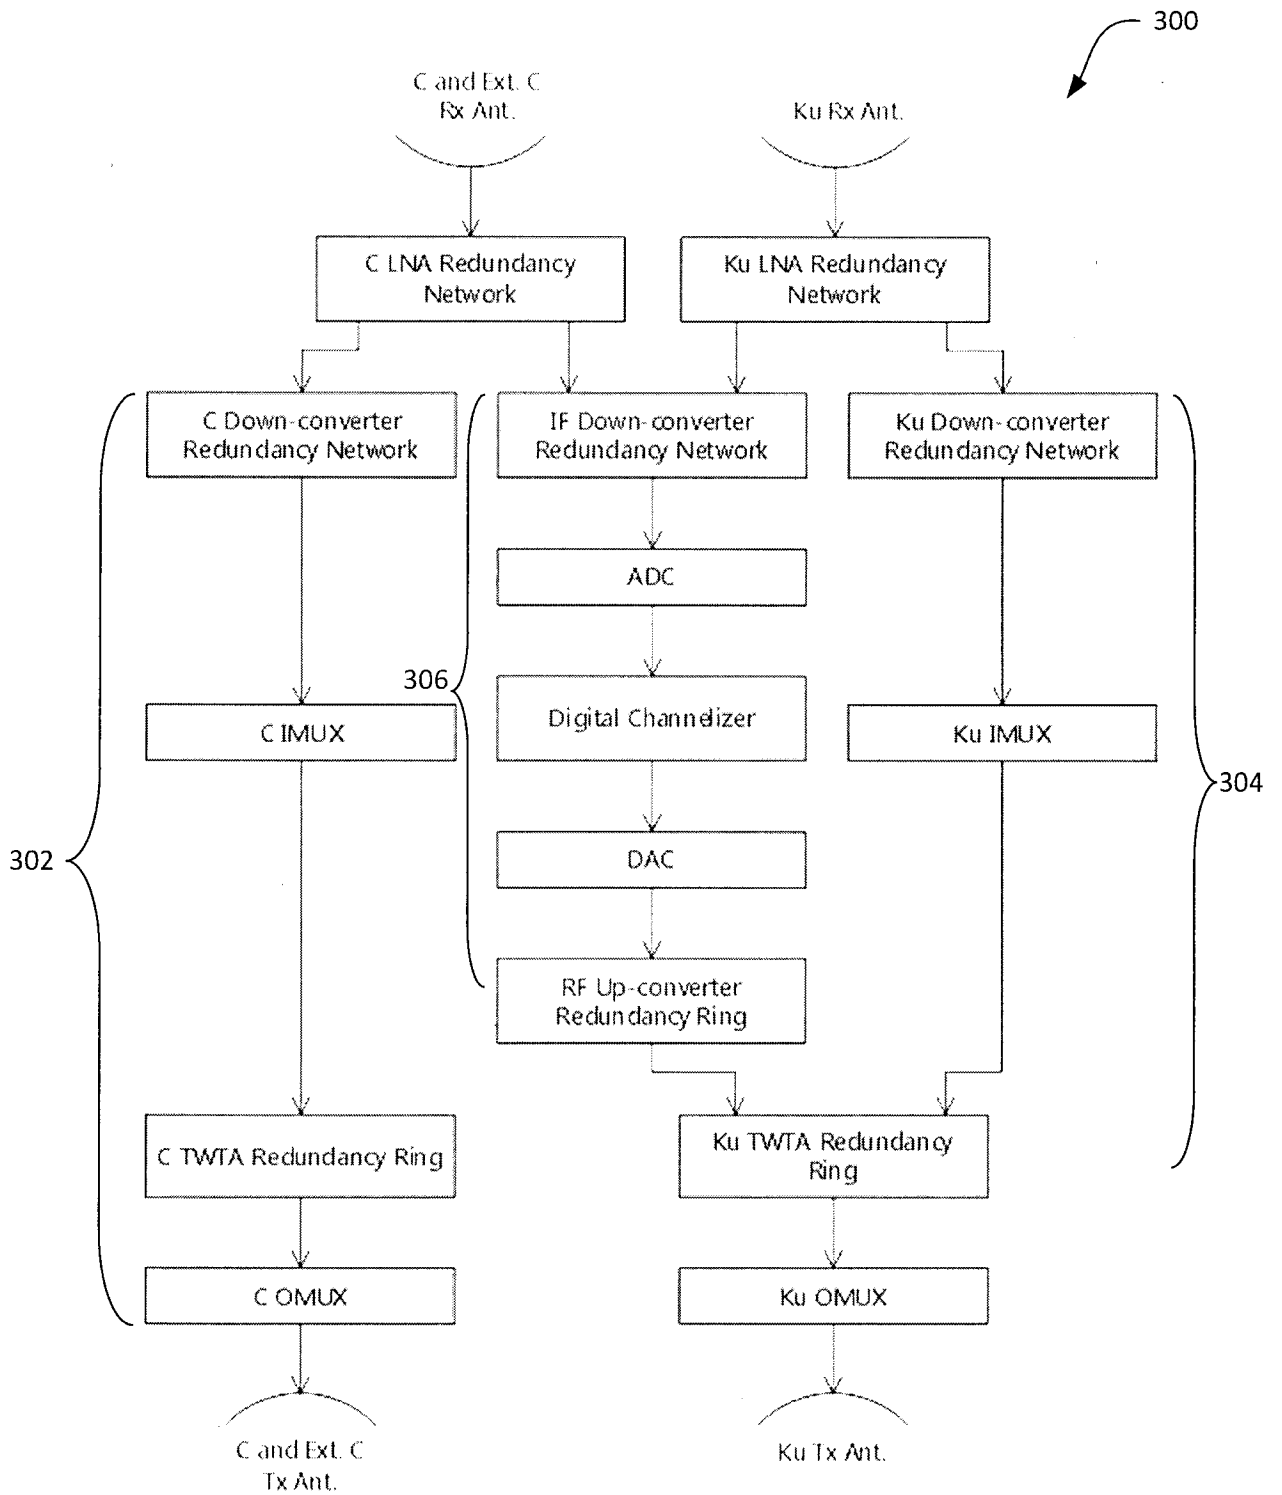 300
C and Ext. C
Rx Ant.
Ku Rx Ant.
C LNA Redundancy
Network
Ku LNA Redundancy
Network
C Down-converter
Redundancy Network
IF Down-converter
Redundancy Network
Ku Down-converter
Redundancy Network
ADC
306
Digital Channelizer
C IMUX
Ku IMUX
304
302
DAC
RF Up-converter
Redundancy Ring
C TWTA Redundancy Ring
Ku TWTA Redundancy
Ring
C OMUX
Ku OMUX
C and Ext. C
Tx Ant.
Ku Tx Ant.